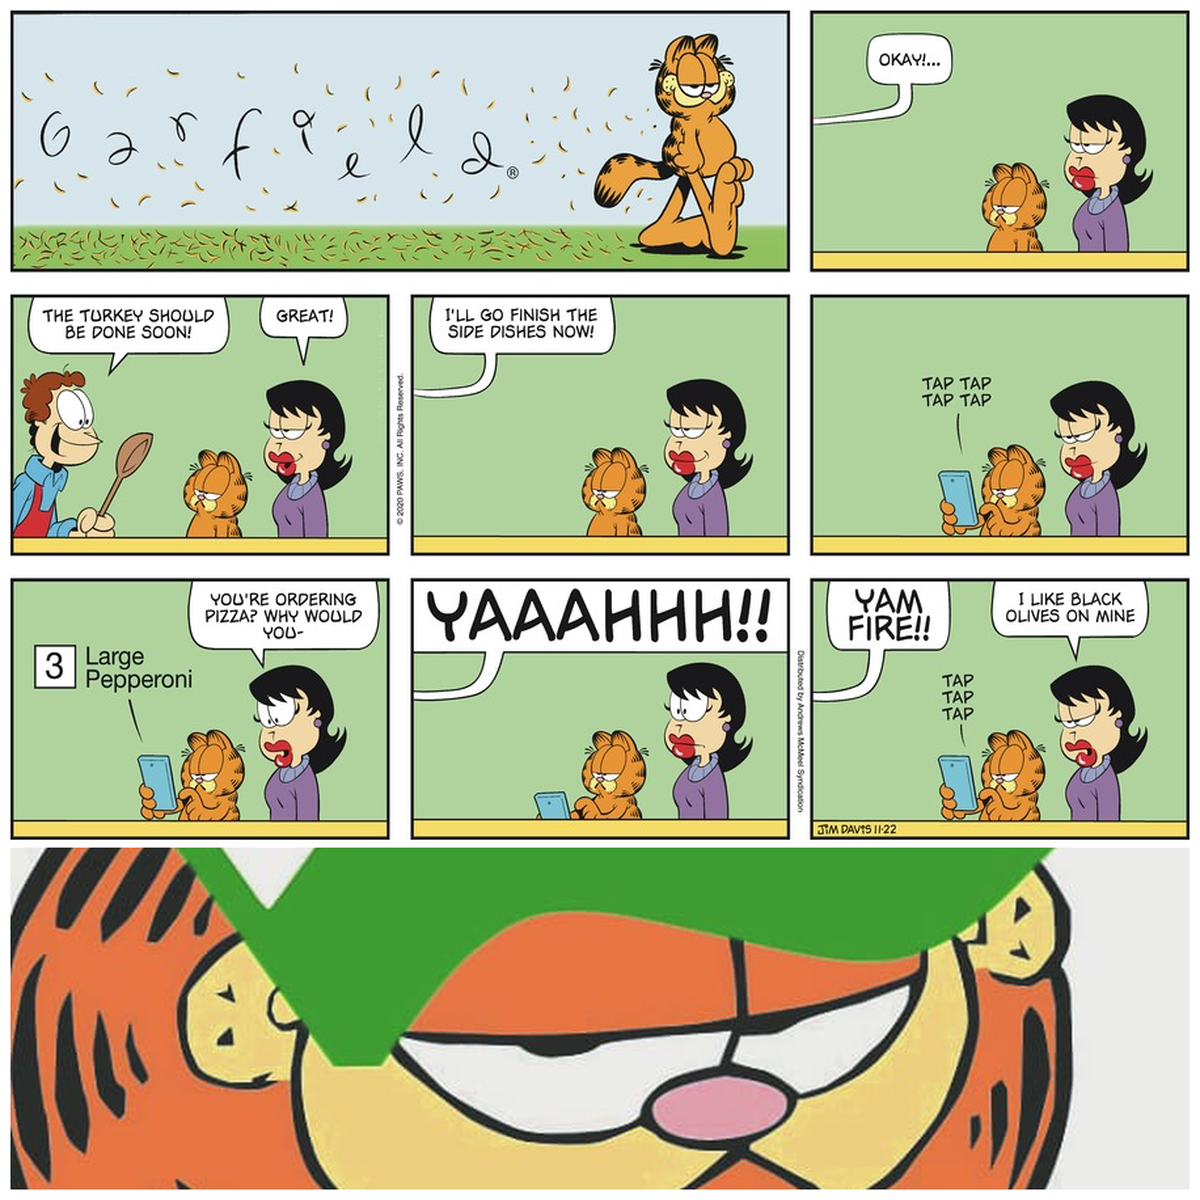 Garfield®
OKAY!...
THE TURKEY SHOULD
BE DONE SOON!
GREAT!
© 2020 PAWS, INC. All Rights Reserved.
I'LL GO FINISH THE
SIDE DISHES NOW!
TAP TAP
TAP TAP
YOU'RE ORDERING
PIZZA? WHY WOULD
YOU-
3 Large
Pepperoni
YAAAHHH!!
Distributed by Andrews McMeel Syndication
YAM
FIRE!!
I LIKE BLACK
OLIVES ON MINE
TAP
TAP
TAP
JIM DAVIS 11·22